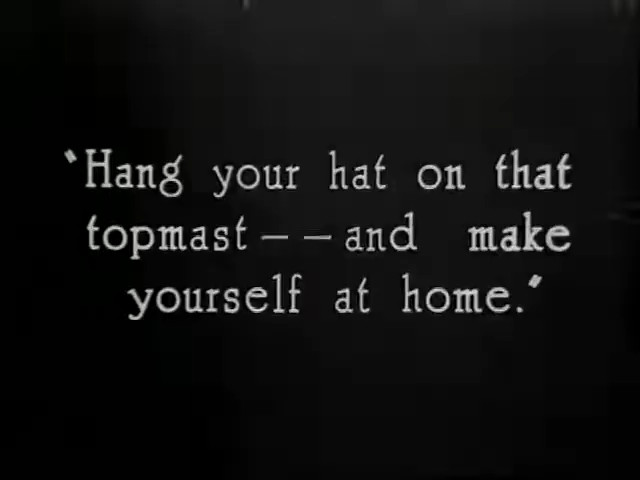 "Hang your hat on that
topmast -- and make
yourself at home."